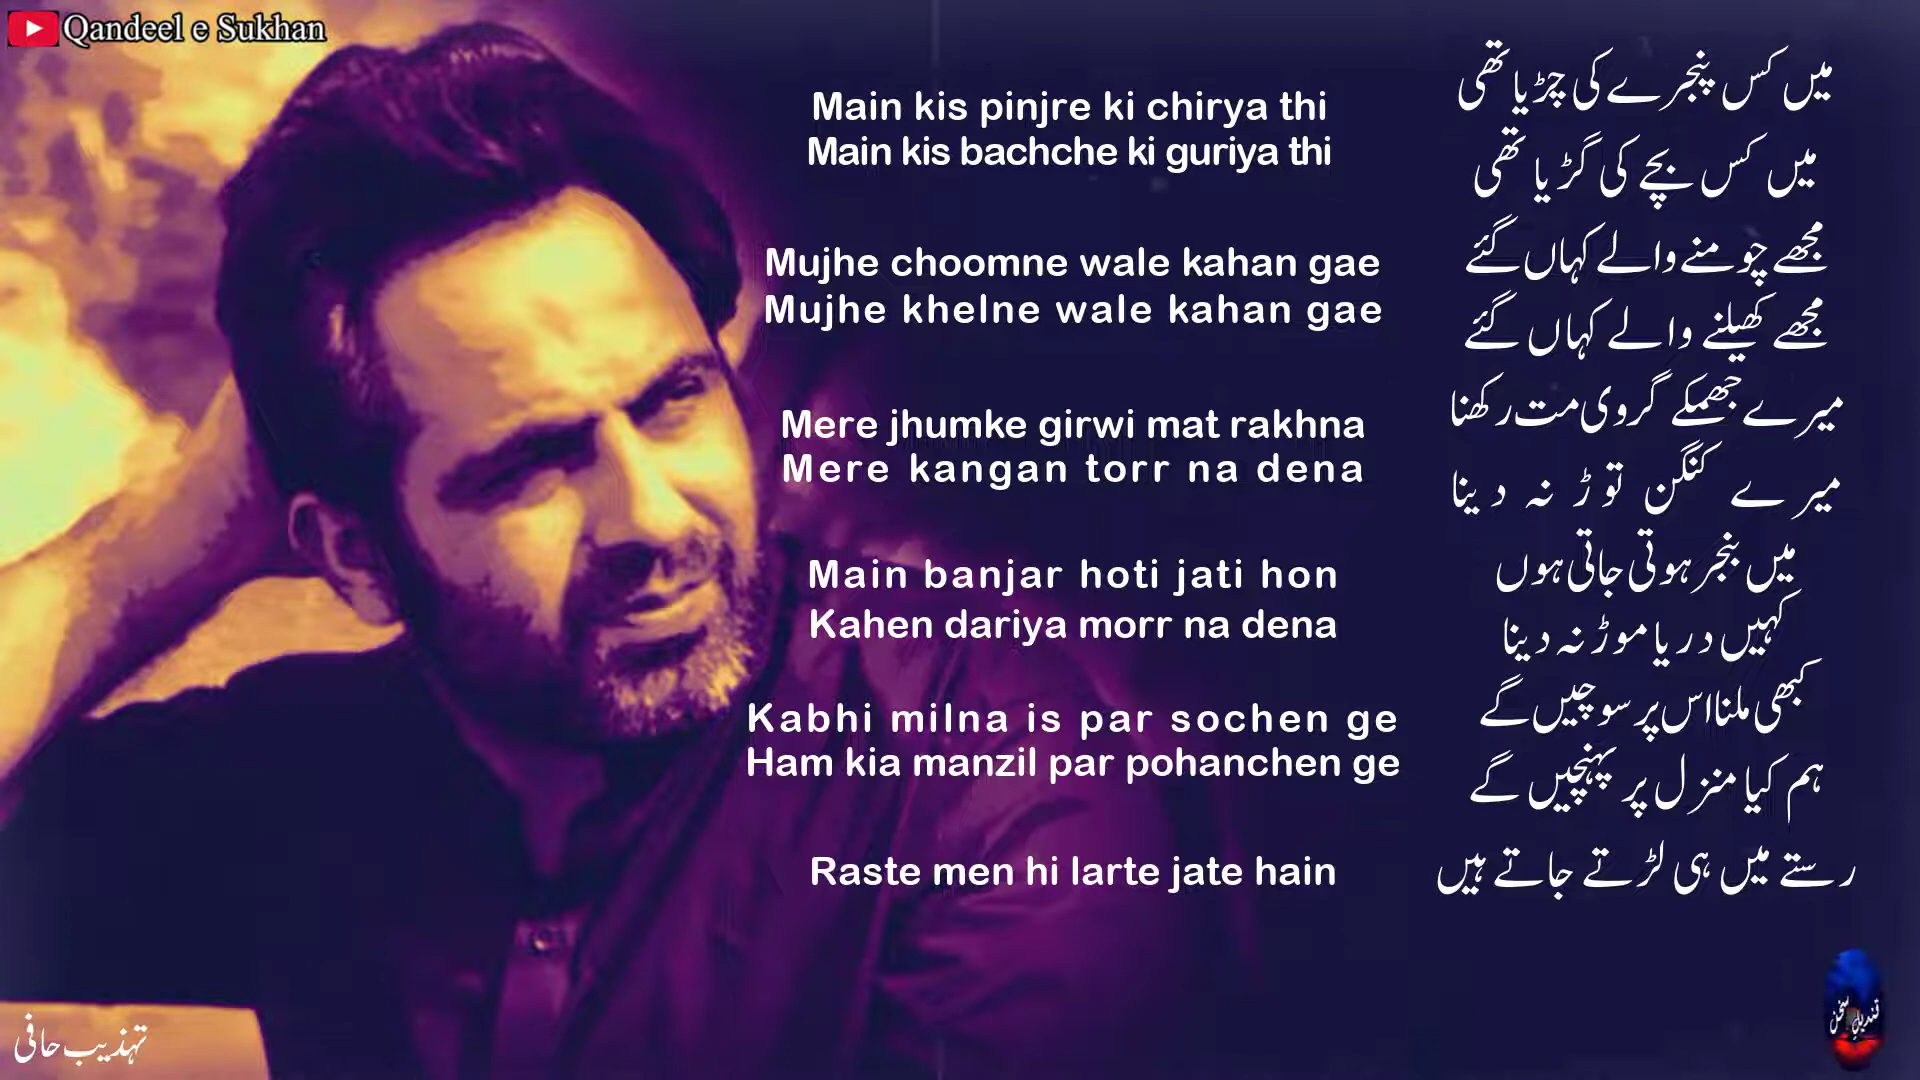 Qandeel e Sukhan
Main kis pinjre ki chirya thi
Main kis bachche ki guriya thi
Mujhe choomne wale kahan gae
Mujhe khelne wale kahan gae
Mere jhumke girwi mat rakhna
Mere kangan torr na dena
Main banjar hoti jati hon
Kahen dariya morr na dena
Kabhi milna is par sochen ge
Ham kia manzil par pohanchen ge
Raste men hi larte jate hain
میں کس پنجرے کی چڑیا تھی
میں کس بچے کی گڑیا تھی
مجھے چومنے والے کہاں گئے
مجھے کھیلنے والے کہاں گئے
میرے جھمکے گروی مت رکھنا
میرے کنگن توڑ نہ دینا
میں بنجر ہوتی جاتی ہوں
کہیں دریا موڑ نہ دینا
کبھی ملنا اس پر سوچیں گے
ہم کیا منزل پر پہنچیں گے
رستے میں ہی لڑتے جاتے ہیں
تہذیب حافی
قندیل سخن